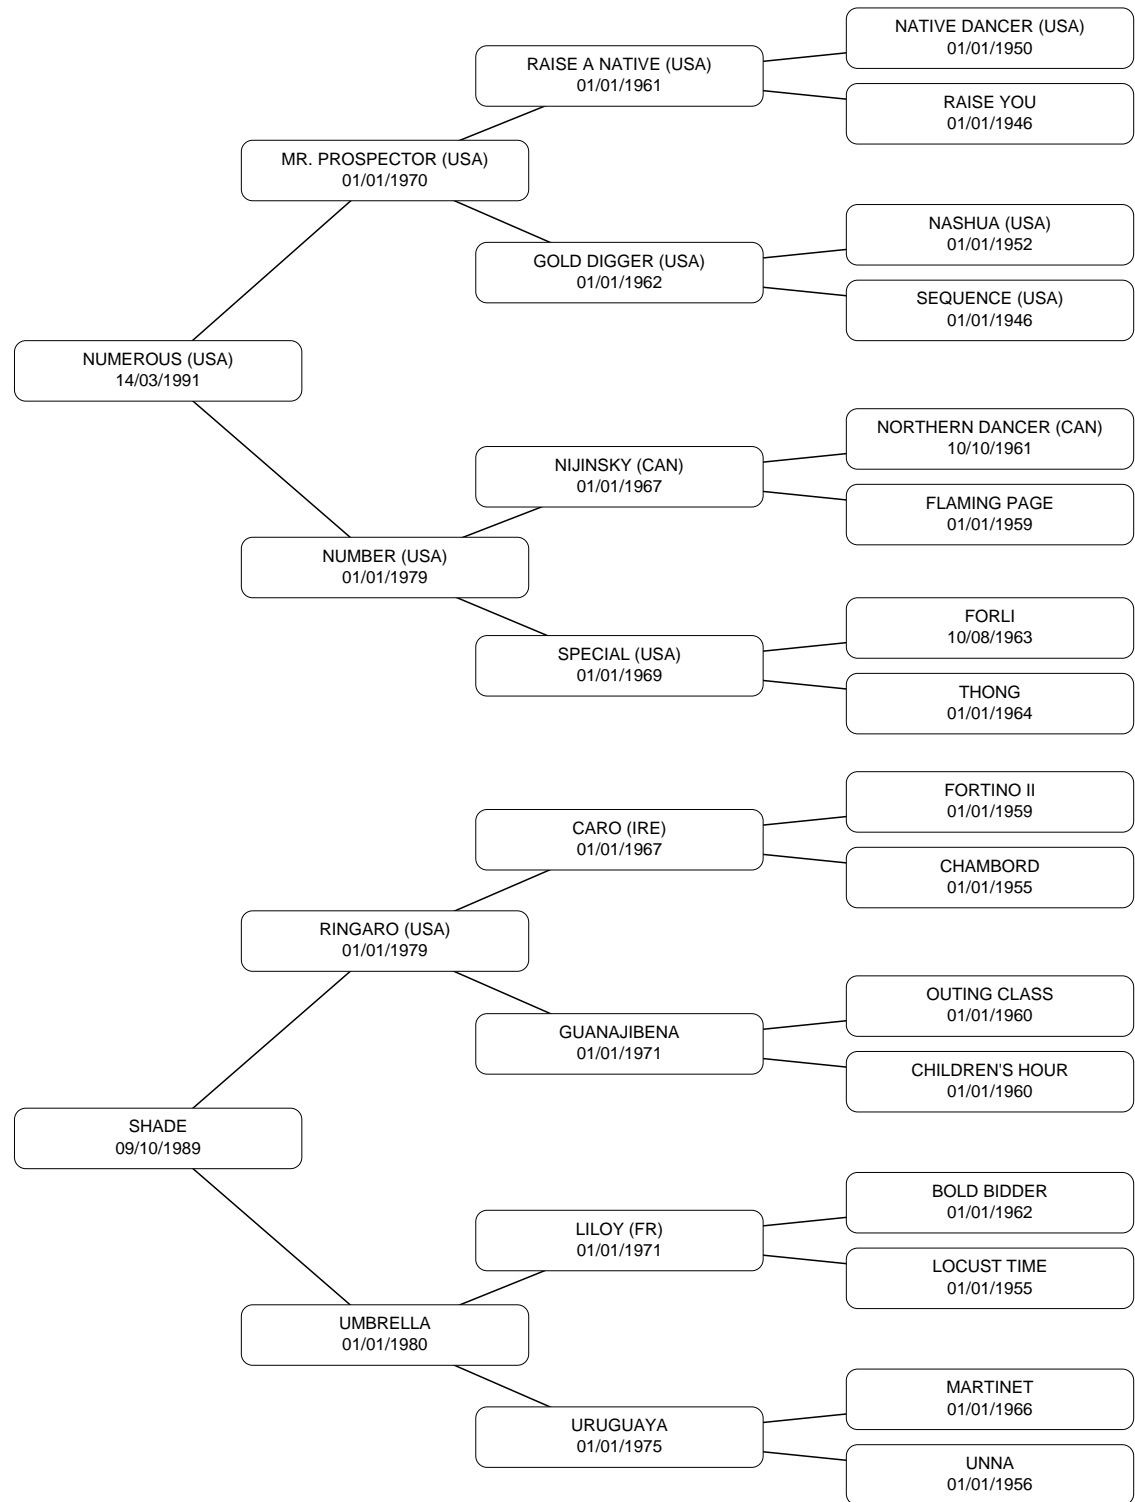 NATIVE DANCER (USA)
01/01/1950
RAISE A NATIVE (USA)
01/01/1961
RAISE YOU
01/01/1946
MR. PROSPECTOR (USA)
01/01/1970
NASHUA (USA)
01/01/1952
GOLD DIGGER (USA)
01/01/1962
SEQUENCE (USA)
01/01/1946
NUMEROUS (USA)
14/03/1991
NORTHERN DANCER (CAN)
10/10/1961
NIJINSKY (CAN)
01/01/1967
FLAMING PAGE
01/01/1959
NUMBER (USA)
01/01/1979
FORLI
10/08/1963
SPECIAL (USA)
01/01/1969
THONG
01/01/1964
FORTINO II
01/01/1959
CARO (IRE)
01/01/1967
CHAMBORD
01/01/1955
RINGARO (USA)
01/01/1979
OUTING CLASS
01/01/1960
GUANAJIBENA
01/01/1971
CHILDREN'S HOUR
01/01/1960
SHADE
09/10/1989
BOLD BIDDER
01/01/1962
LILOY (FR)
01/01/1971
LOCUST TIME
01/01/1955
UMBRELLA
01/01/1980
MARTINET
01/01/1966
URUGUAYA
01/01/1975
UNNA
01/01/1956